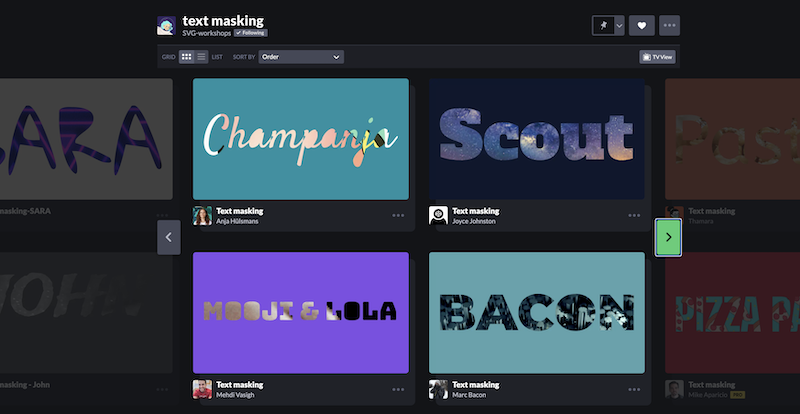 text masking
SVG-workshops ✓ Following
GRID LIST SORT BY Order TV View
SARA
masking-SARA
Champanja
Text masking
Anja Hülsmans
Scout
Text masking
Joyce Johnston
Past
Text masking
Thamara
JOHN
masking - John
MOOJI & LOLA
Text masking
Mehdi Vasigh
BACON
Text masking
Marc Bacon
PIZZA PA
Text masking
Mike Aparicio PRO